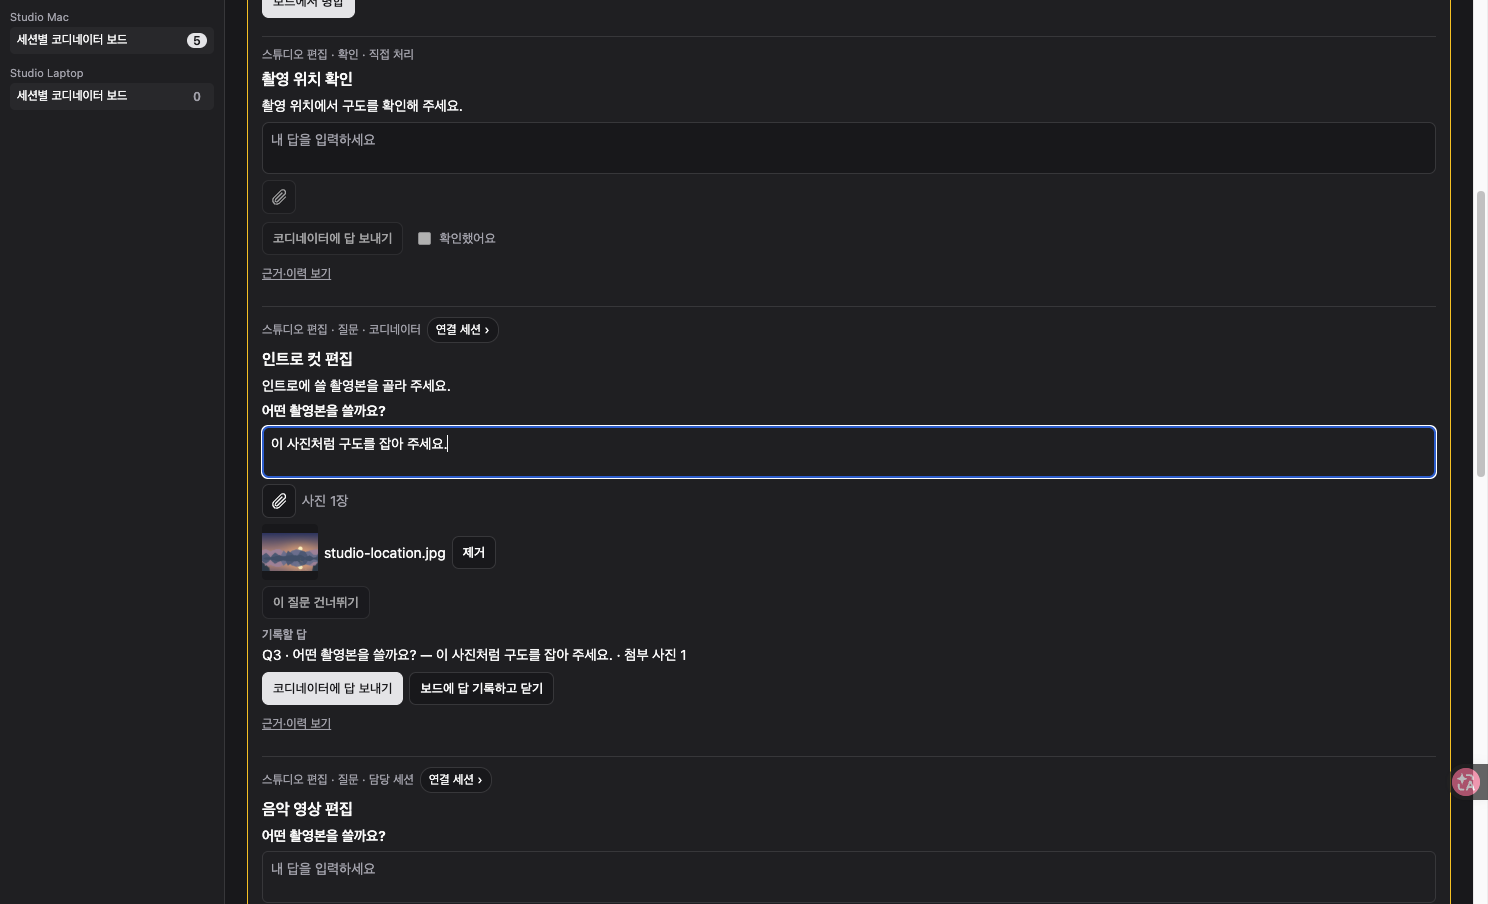 Studio Mac
세션별 코디네이터 보드 5
Studio Laptop
세션별 코디네이터 보드 0
보드에서 병합
스튜디오 편집 · 확인 · 직접 처리
촬영 위치 확인
촬영 위치에서 구도를 확인해 주세요.
내 답을 입력하세요
코디네이터에 답 보내기 확인했어요
근거·이력 보기
스튜디오 편집 · 질문 · 코디네이터 연결 세션 ›
인트로 컷 편집
인트로에 쓸 촬영본을 골라 주세요.
어떤 촬영본을 쓸까요?
이 사진처럼 구도를 잡아 주세요.
사진 1장
studio-location.jpg 제거
이 질문 건너뛰기
기록할 답
Q3 · 어떤 촬영본을 쓸까요? — 이 사진처럼 구도를 잡아 주세요. · 첨부 사진 1
코디네이터에 답 보내기 보드에 답 기록하고 닫기
근거·이력 보기
스튜디오 편집 · 질문 · 담당 세션 연결 세션 ›
음악 영상 편집
어떤 촬영본을 쓸까요?
내 답을 입력하세요